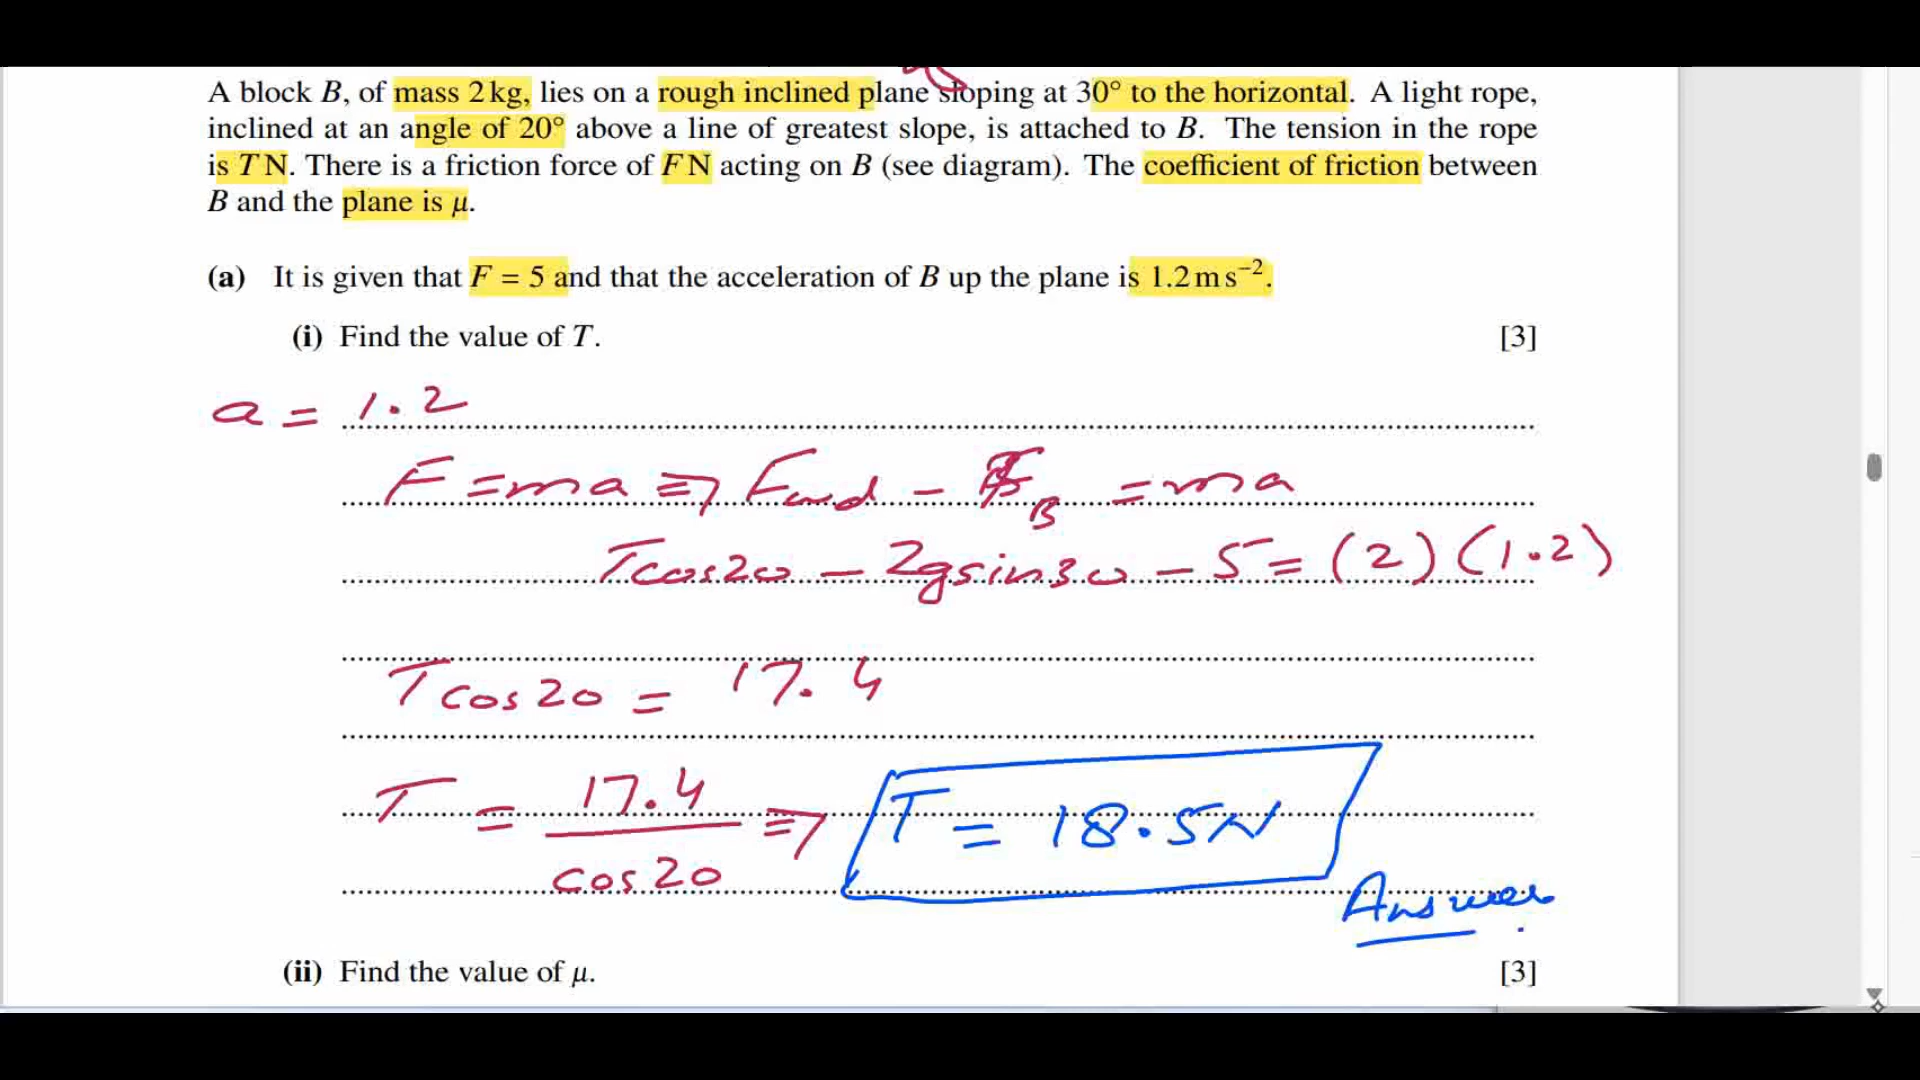 A block B, of mass 2 kg, lies on a rough inclined plane sloping at 30° to the horizontal. A light rope,
inclined at an angle of 20° above a line of greatest slope, is attached to B. The tension in the rope
is T N. There is a friction force of F N acting on B (see diagram). The coefficient of friction between
B and the plane is μ.
(a) It is given that F = 5 and that the acceleration of B up the plane is 1.2 m s⁻².
(i) Find the value of T. [3]
a = 1.2
F = ma ⇒ Fwd - F_B = ma
Tcos20 - 2gsin30 - 5 = (2)(1.2)
Tcos20 = 17.4
T = 17.4/cos20 ⇒ T = 18.5N
Answer
(ii) Find the value of μ. [3]